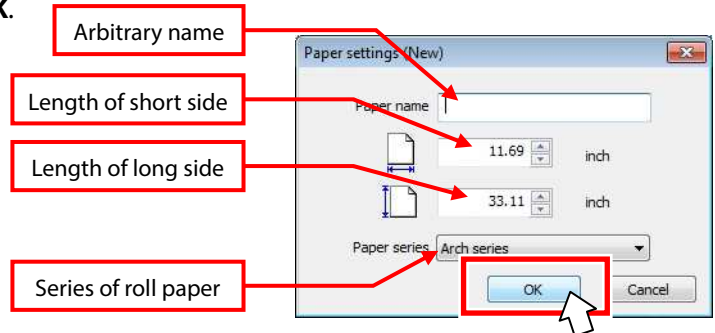 K.
Arbitrary name
Paper settings (New)
Length of short side
Paper name
11.69 inch
Length of long side
33.11 inch
Paper series Arch series
Series of roll paper
OK Cancel